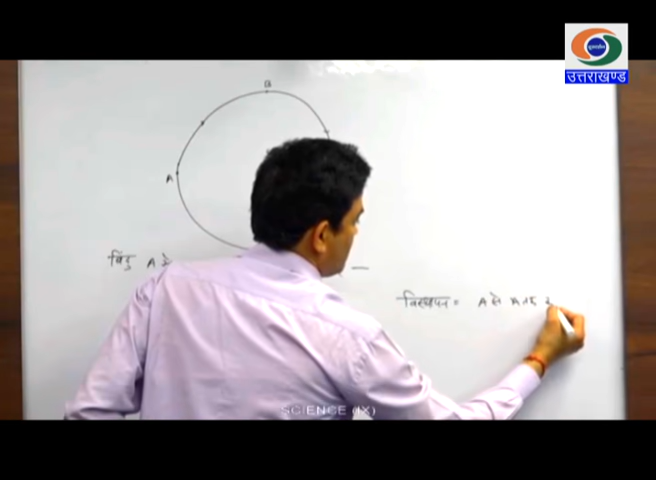 उत्तराखण्ड
B
A
बिंदु A से
विस्थापन = A से A तक
SCIENCE (IX)